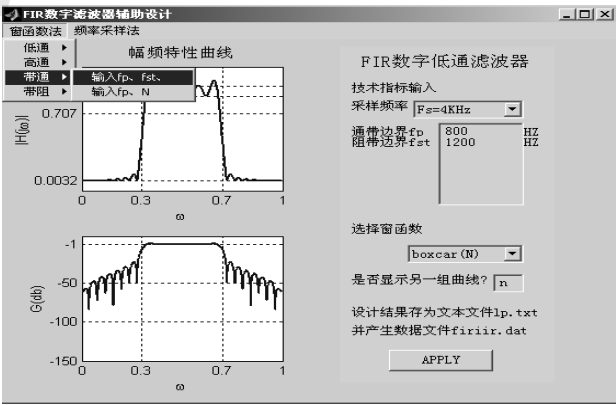 FIR数字滤波器辅助设计
窗函数法 频率采样法
低通
高通
带通
带阻
输入fp、fst、
输入fp、N
幅频特性曲线
|H(jω)|
0.707
0.0032
0 0.3 0.7 1
ω
G(db)
-1
-50
-100
-150
0 0.3 0.7 1
ω
FIR数字低通滤波器
技术指标输入
采样频率 Fs=4KHz
通带边界fp 800 HZ
阻带边界fst 1200 HZ
选择窗函数
boxcar(N)
是否显示另一组曲线? n
设计结果存为文本文件lp.txt
并产生数据文件firiir.dat
APPLY